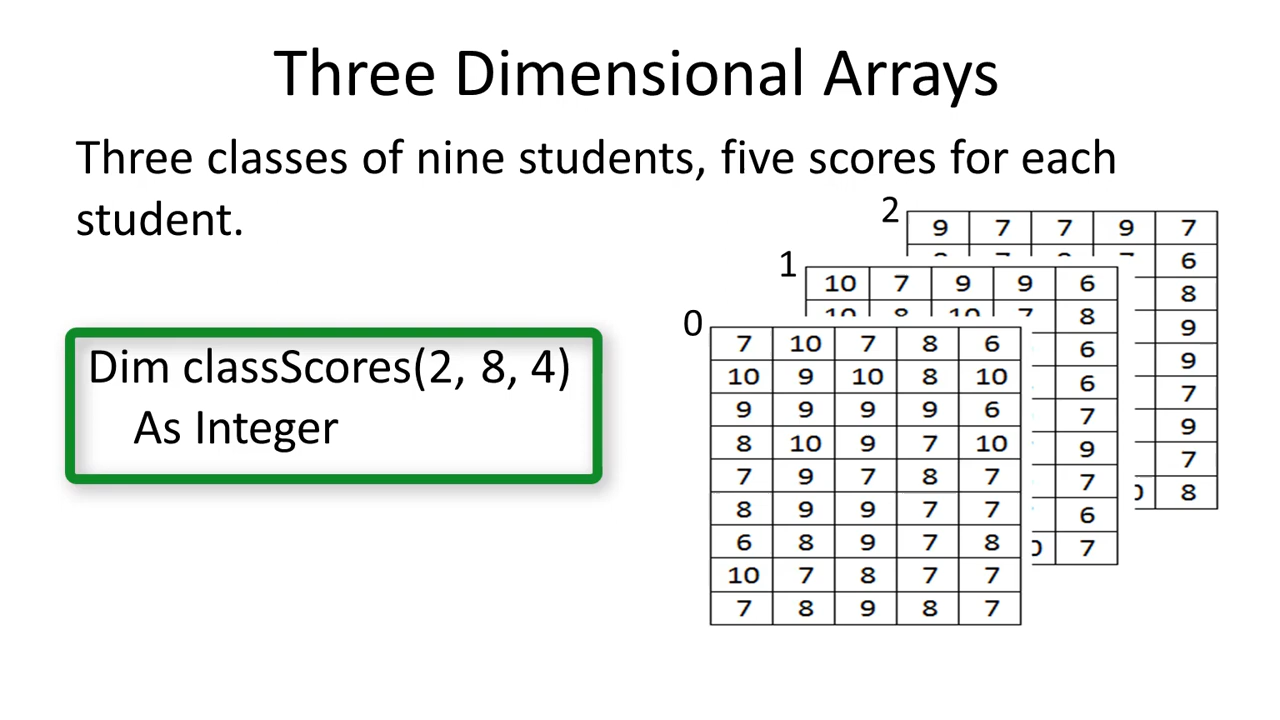 Three Dimensional Arrays
Three classes of nine students, five scores for each
student.
Dim classScores(2, 8, 4)
As Integer
2
9 7 7 9 7
6
8
9
9
7
9
7
8
1
10 7 9 9 6
8
6
6
7
9
7
6
7
0
7 10 7 8 6
10 9 10 8 10
9 9 9 9 6
8 10 9 7 10
7 9 7 8 7
8 9 9 7 7
6 8 9 7 8
10 7 8 7 7
7 8 9 8 7